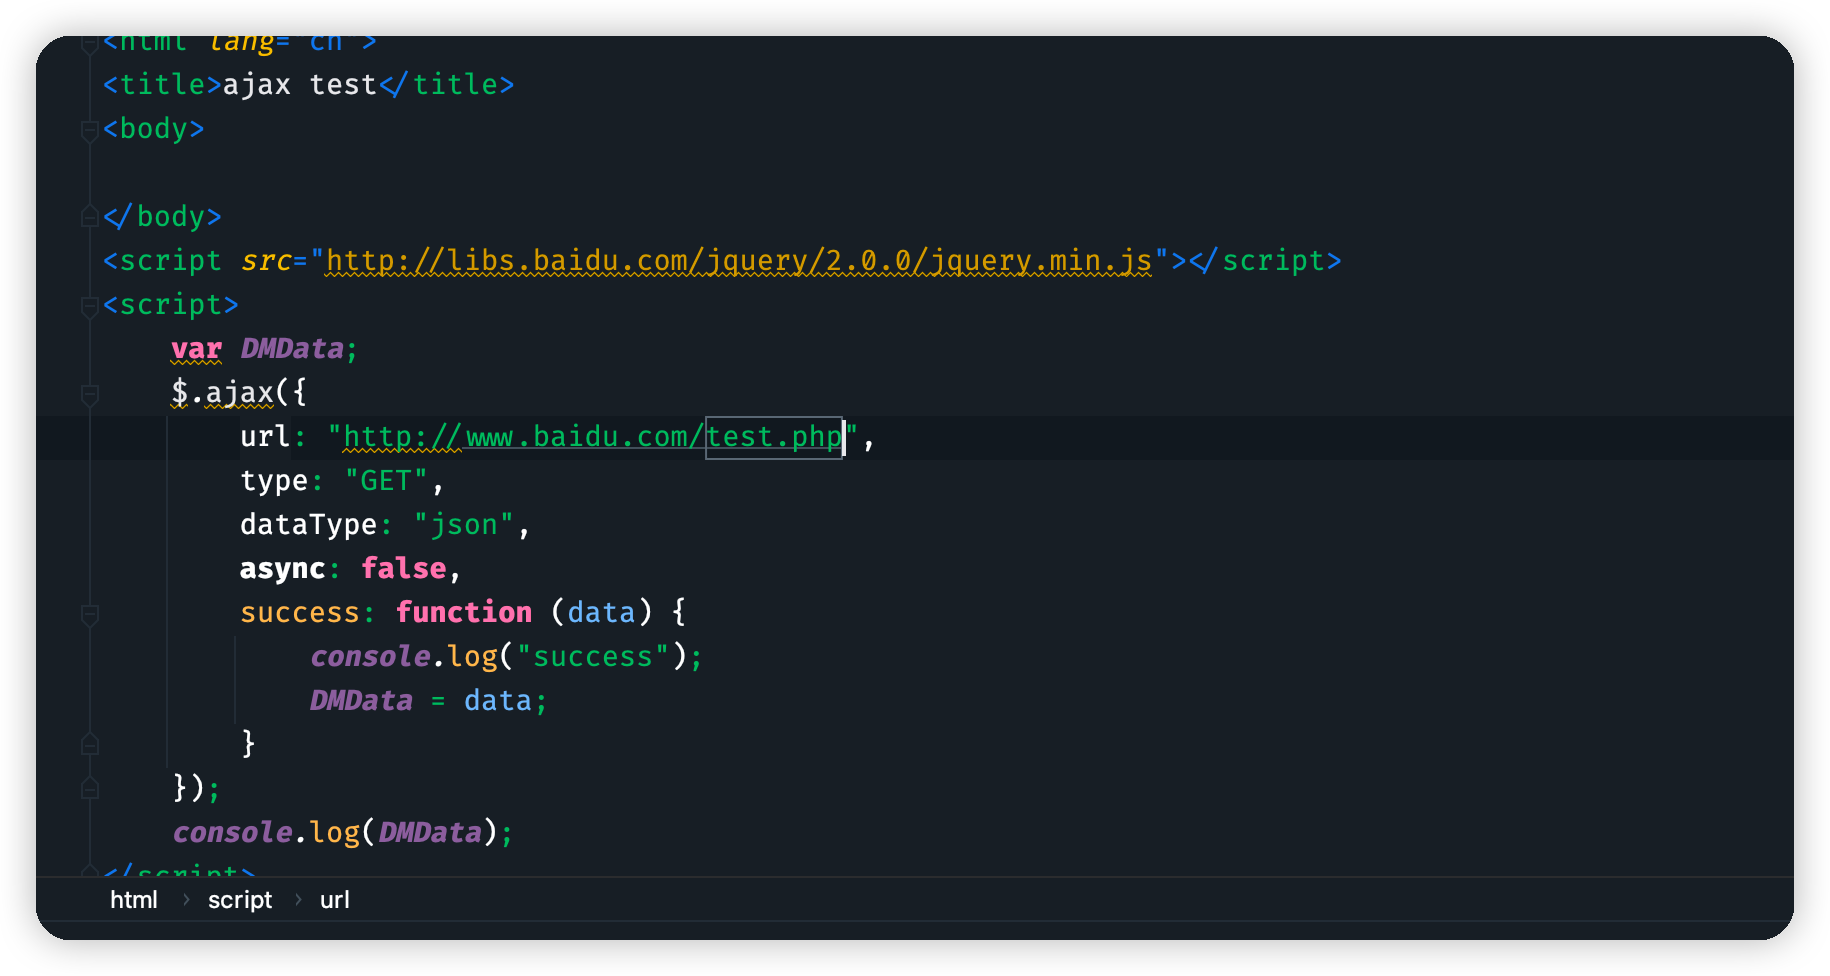 <html lang="cn">
<title>ajax test</title>
<body>
</body>
<script src="http://libs.baidu.com/jquery/2.0.0/jquery.min.js"></script>
<script>
var DMData;
$.ajax({
url: "http://www.baidu.com/test.php",
type: "GET",
dataType: "json",
async: false,
success: function (data) {
console.log("success");
DMData = data;
}
});
console.log(DMData);
</script>
html > script > url